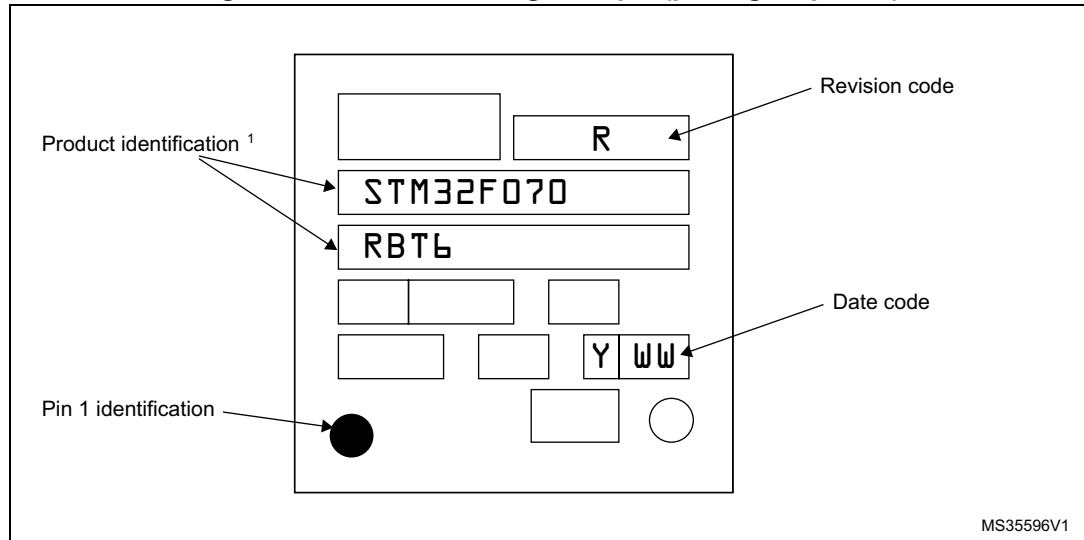 Revision code
R
Product identification 1
STM32F070
RBT6
Date code
Y WW
Pin 1 identification
MS35596V1